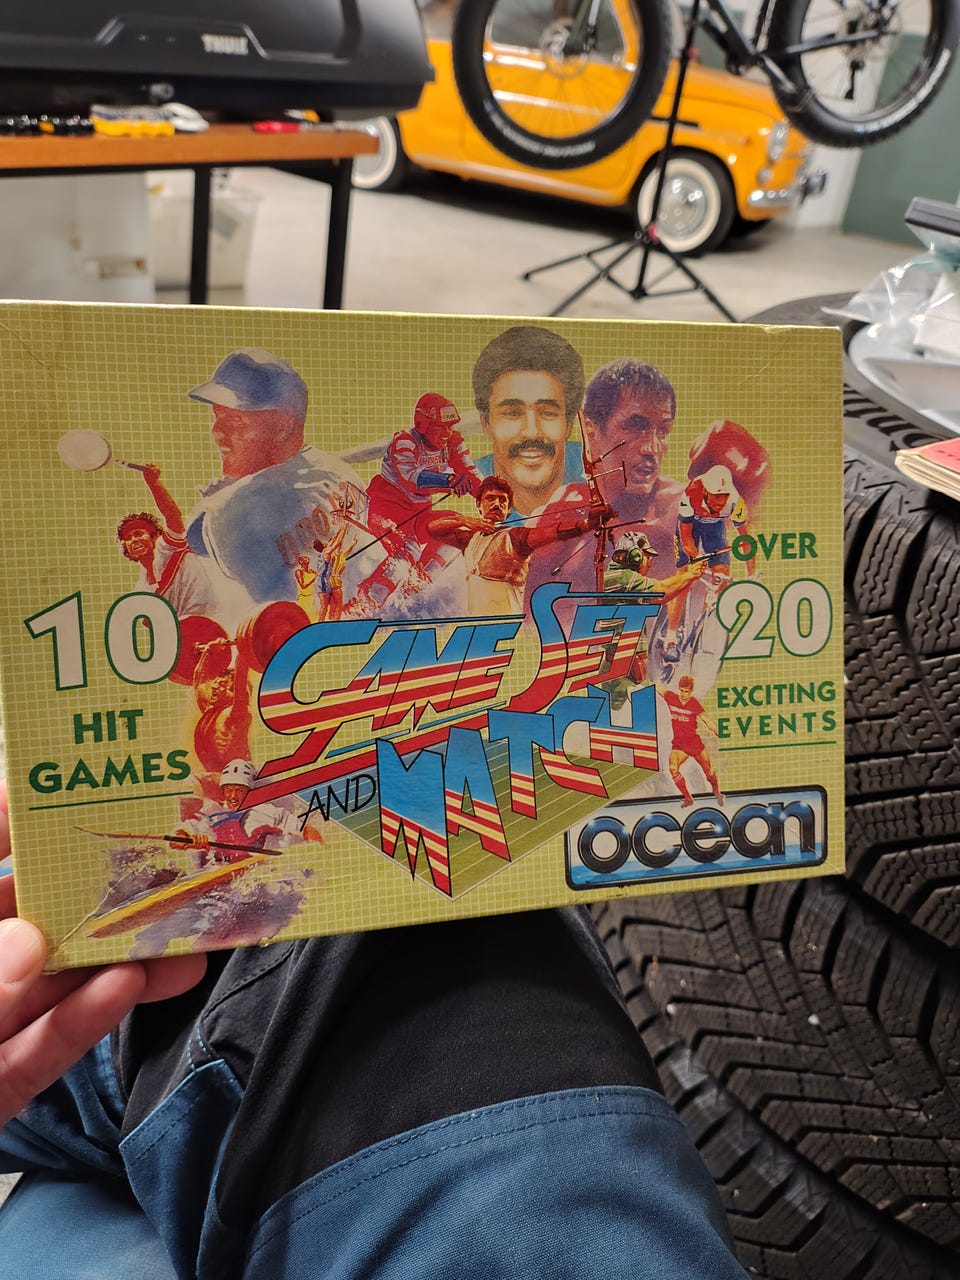 THULE
10
HIT
GAMES
GAME SET
AND MATCH
OVER
20
EXCITING
EVENTS
ocean